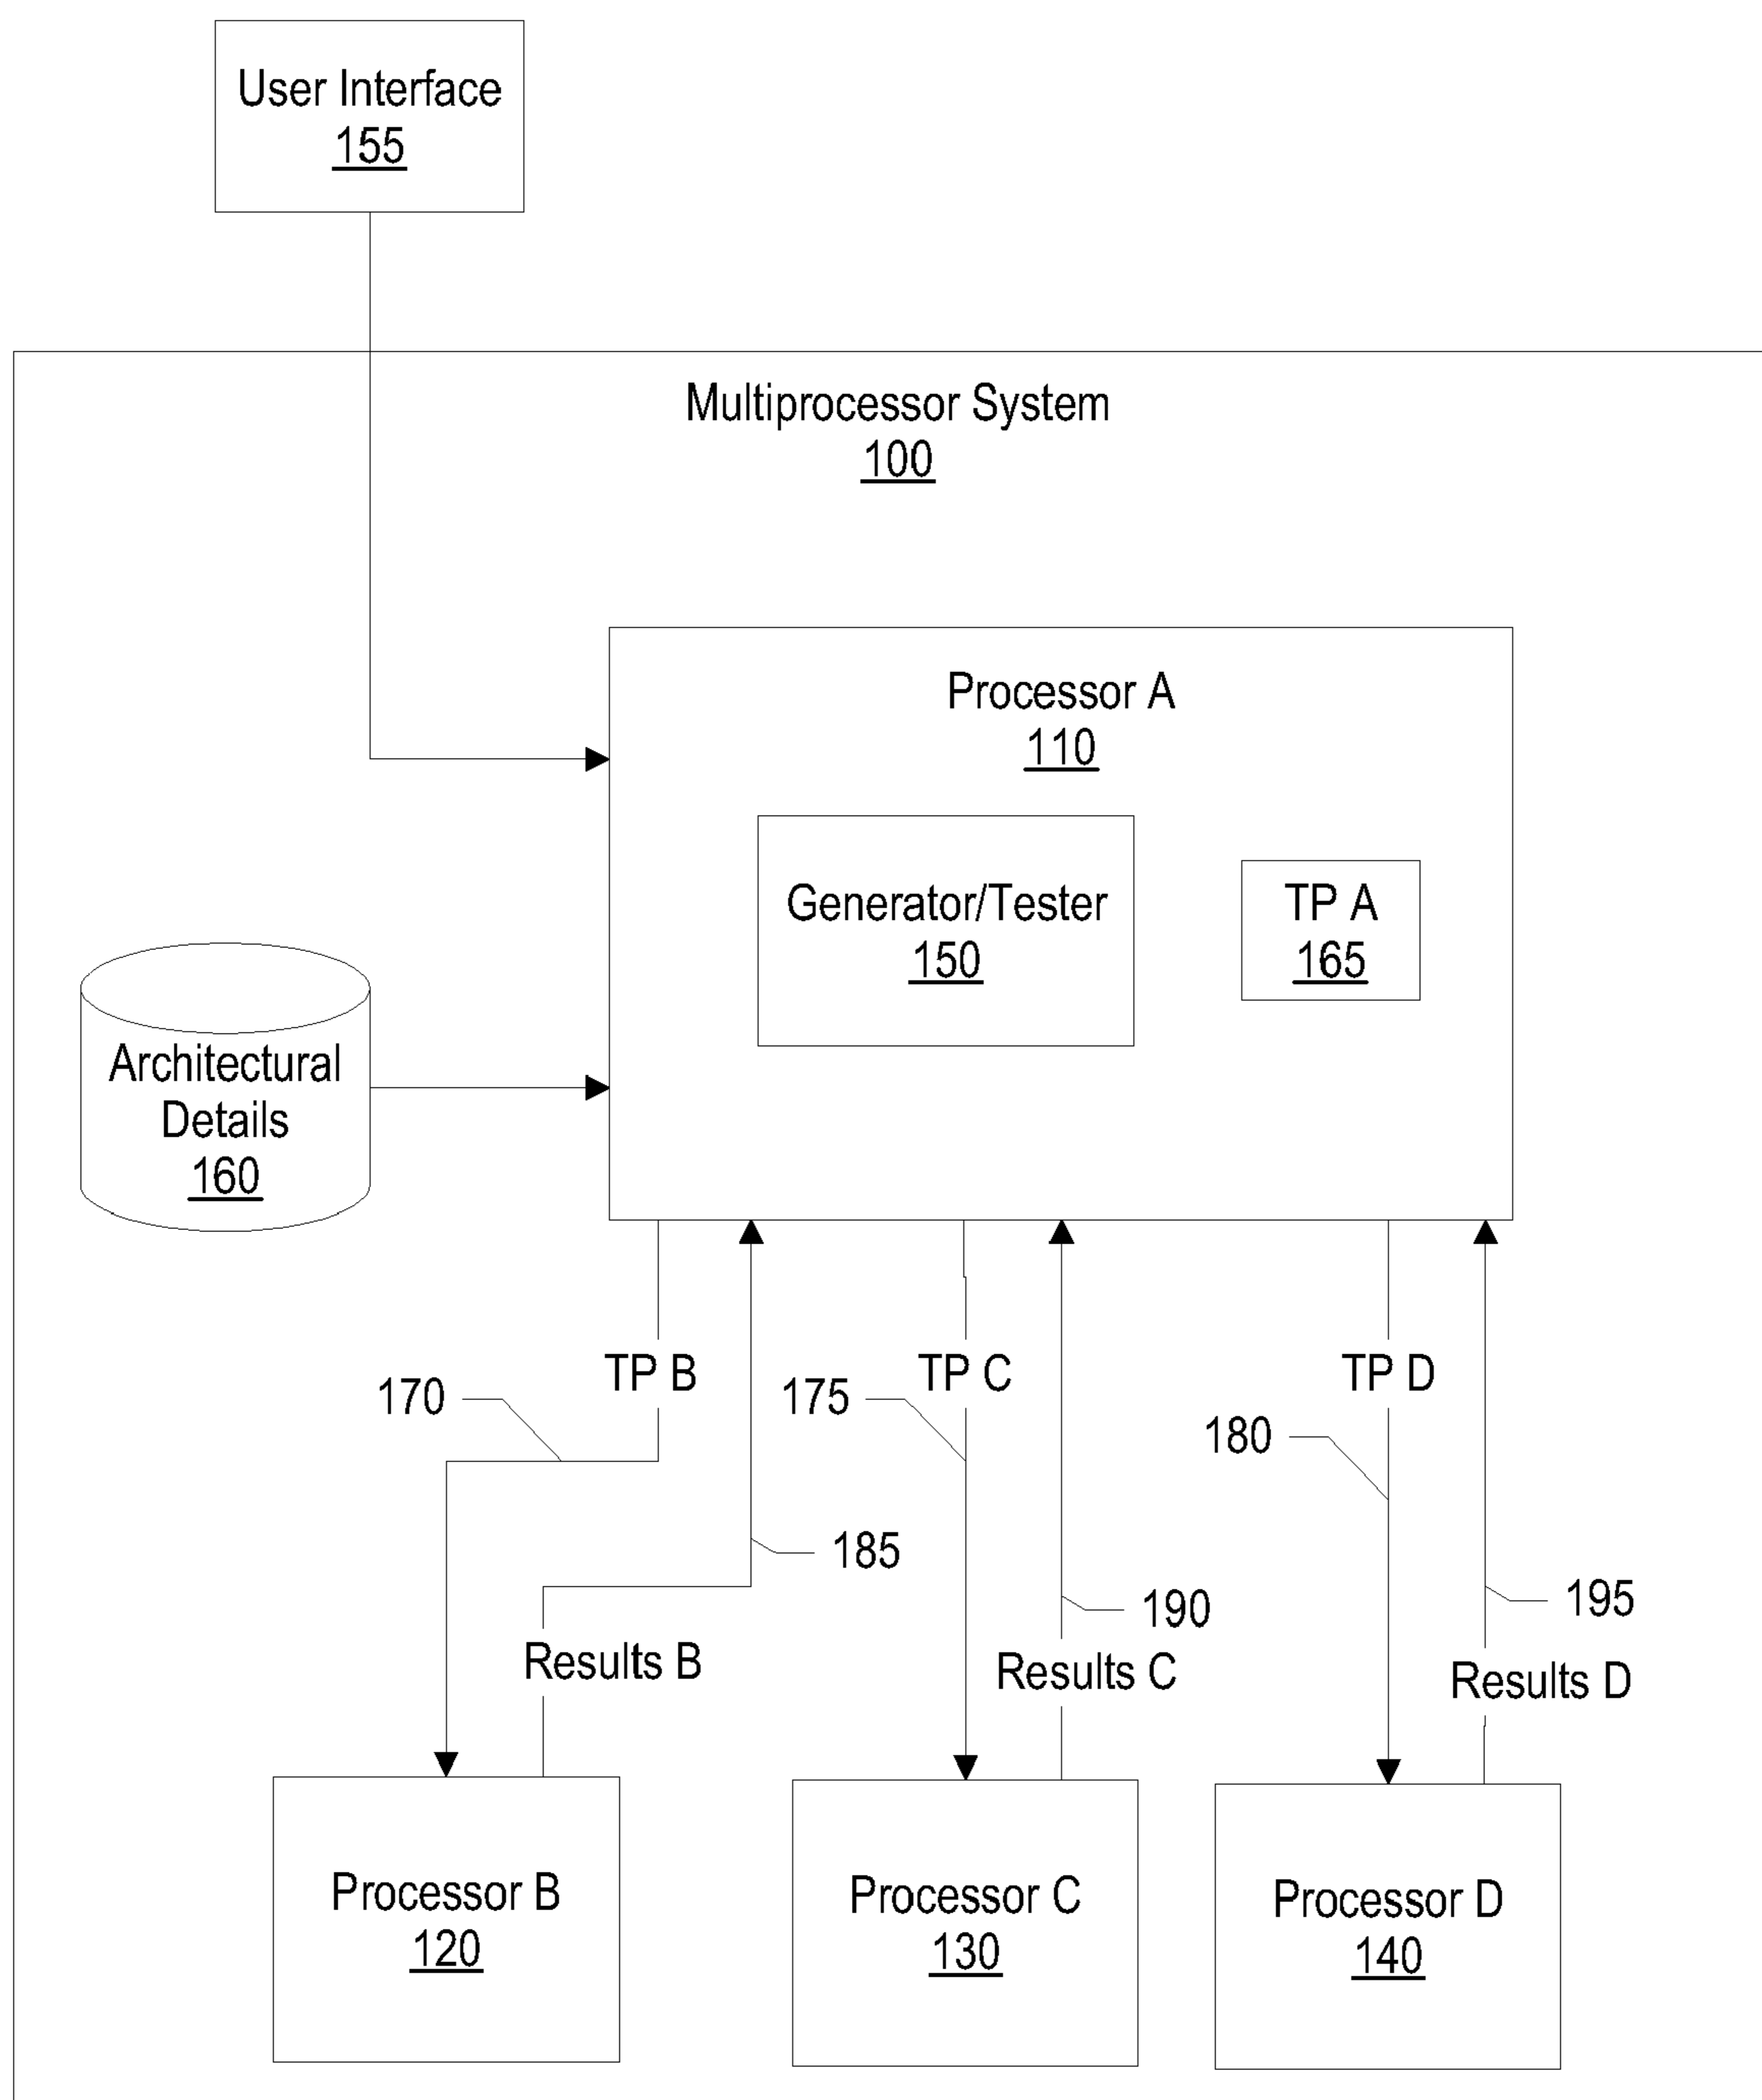 User Interface
155
Multiprocessor System
100
Processor A
110
Generator/Tester
150
TP A
165
Architectural
Details
160
TP B
TP C
TP D
170
175
180
185
190
195
Results B
Results C
Results D
Processor B
120
Processor C
130
Processor D
140